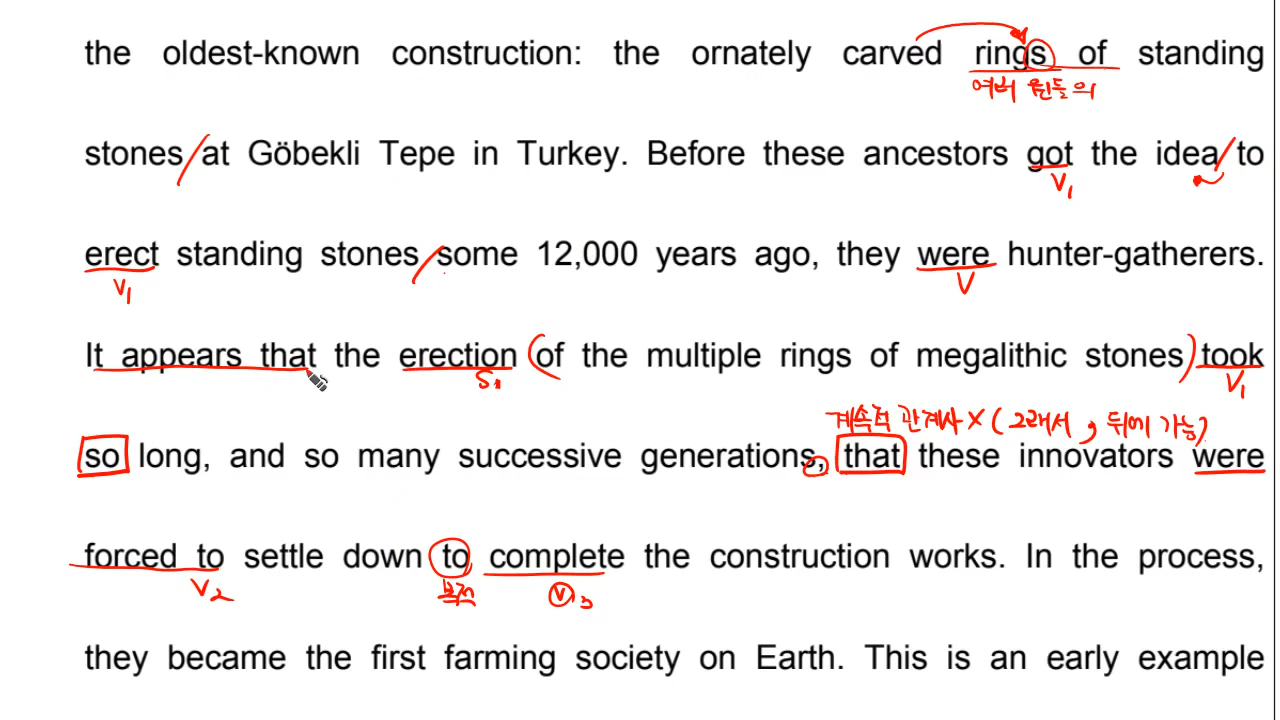 the oldest-known construction: the ornately carved rings of standing
여러 원들의
stones at Göbekli Tepe in Turkey. Before these ancestors got the idea to
V1
erect standing stones some 12,000 years ago, they were hunter-gatherers.
V1 V
It appears that the erection (of the multiple rings of megalithic stones) took
S1 V1
계속적 관계사 X (그래서 , 뒤에 가능)
so long, and so many successive generations, that these innovators were
forced to settle down to complete the construction works. In the process,
V2 목적 V3
they became the first farming society on Earth. This is an early example